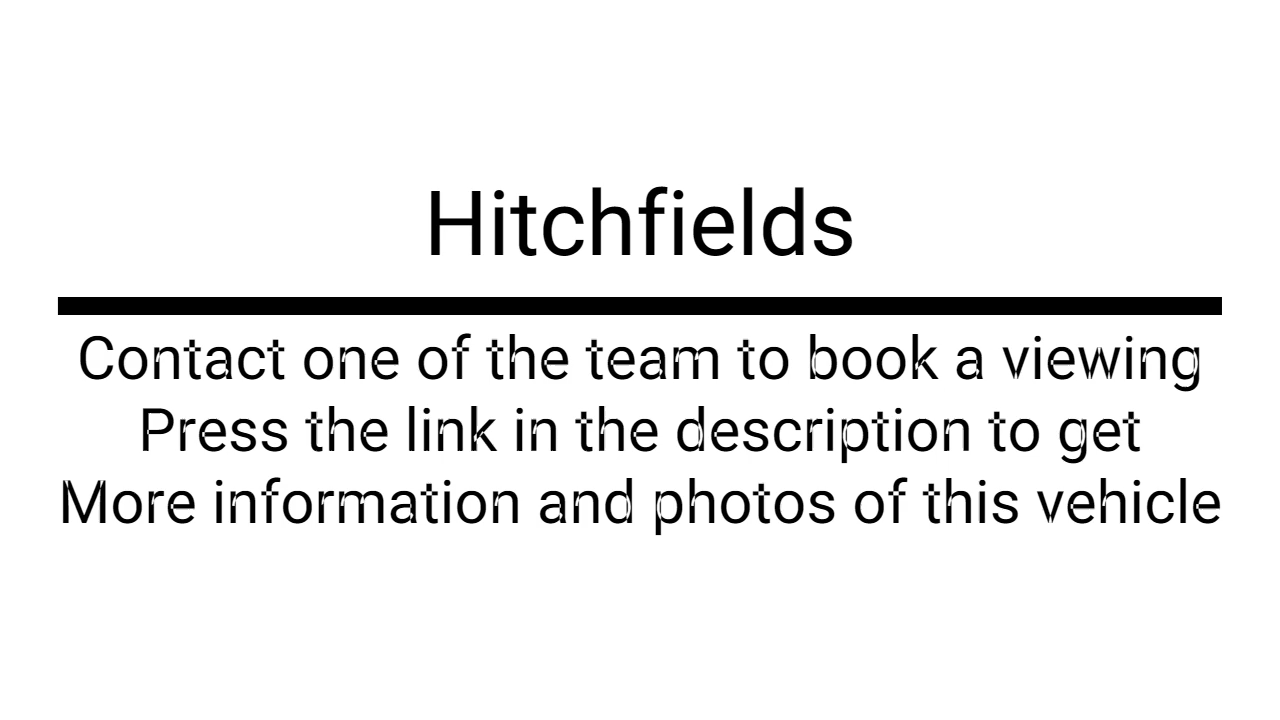 Hitchfields
Contact one of the team to book a viewing
Press the link in the description to get
More information and photos of this vehicle